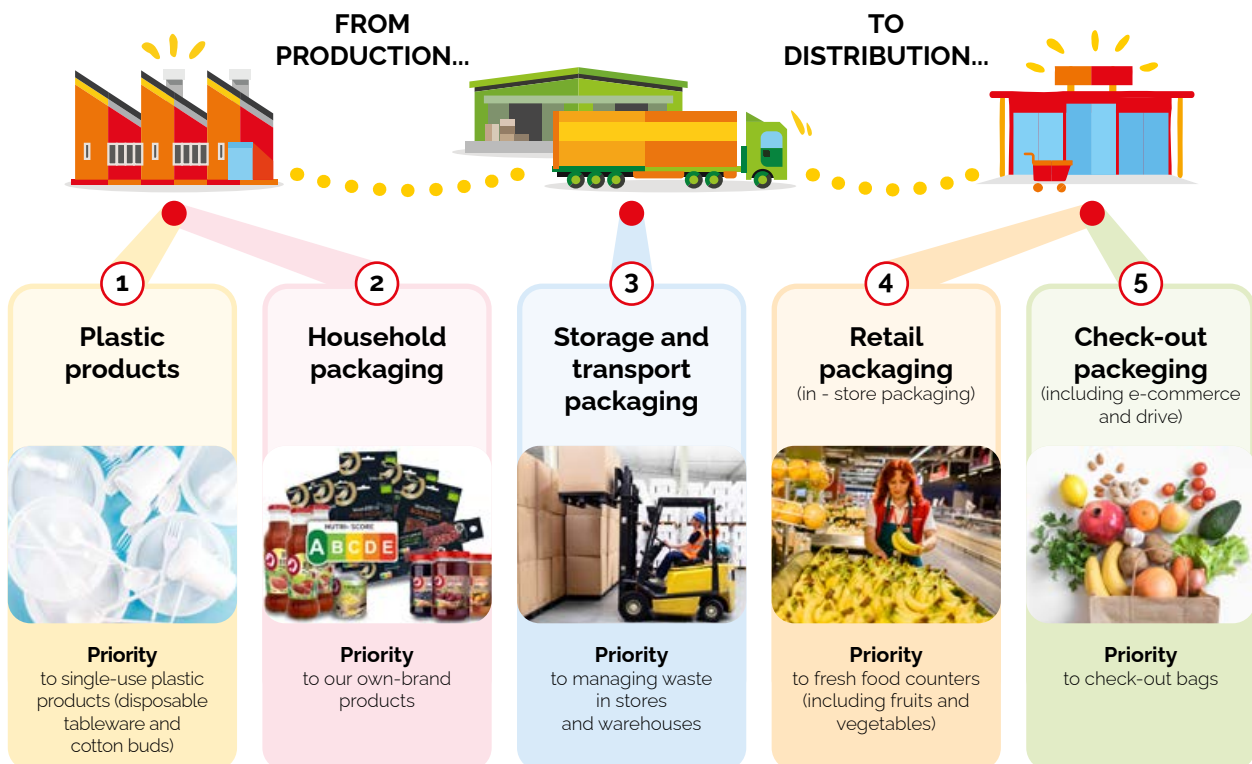 FROM
PRODUCTION...
TO
DISTRIBUTION...
1
Plastic
products
Priority
to single-use plastic
products (disposable
tableware and
cotton buds)
2
Household
packaging
NUTRI-SCORE
A B C D E
Priority
to our own-brand
products
3
Storage and
transport
packaging
Priority
to managing waste
in stores
and warehouses
4
Retail
packaging
(in - store packaging)
Priority
to fresh food counters
(including fruits and
vegetables)
5
Check-out
packeging
(including e-commerce
and drive)
Priority
to check-out bags